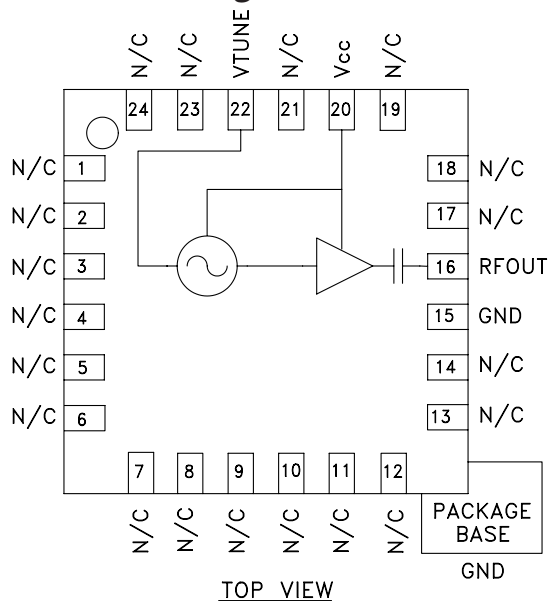 N/C
N/C
VTUNE
N/C
Vcc
N/C
24
23
22
21
20
19
N/C 1
N/C 2
N/C 3
N/C 4
N/C 5
N/C 6
18 N/C
17 N/C
16 RFOUT
15 GND
14 N/C
13 N/C
7
8
9
10
11
12
N/C
N/C
N/C
N/C
N/C
N/C
PACKAGE
BASE
GND
TOP VIEW